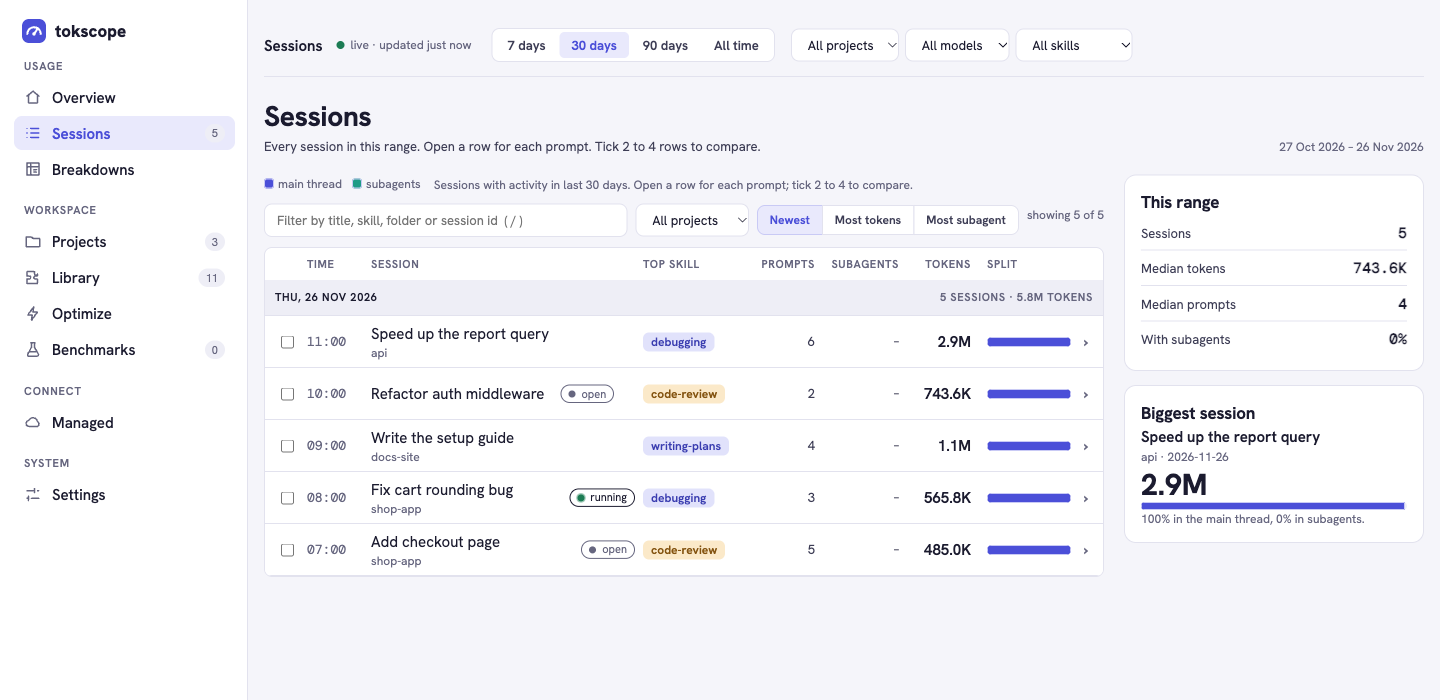 tokscope
USAGE
Overview
Sessions 5
Breakdowns
WORKSPACE
Projects 3
Library 11
Optimize
Benchmarks 0
CONNECT
Managed
SYSTEM
Settings
Sessions live · updated just now 7 days 30 days 90 days All time All projects All models All skills
Sessions
Every session in this range. Open a row for each prompt. Tick 2 to 4 rows to compare. 27 Oct 2026 – 26 Nov 2026
main thread subagents Sessions with activity in last 30 days. Open a row for each prompt; tick 2 to 4 to compare.
Filter by title, skill, folder or session id ( / ) All projects Newest Most tokens Most subagent showing 5 of 5
TIME SESSION TOP SKILL PROMPTS SUBAGENTS TOKENS SPLIT
THU, 26 NOV 2026 5 SESSIONS · 5.8M TOKENS
11:00 Speed up the report query debugging 6 – 2.9M ›
api
10:00 Refactor auth middleware open code-review 2 – 743.6K ›
09:00 Write the setup guide writing-plans 4 – 1.1M ›
docs-site
08:00 Fix cart rounding bug running debugging 3 – 565.8K ›
shop-app
07:00 Add checkout page open code-review 5 – 485.0K ›
shop-app
This range
Sessions 5
Median tokens 743.6K
Median prompts 4
With subagents 0%
Biggest session
Speed up the report query
api · 2026-11-26
2.9M
100% in the main thread, 0% in subagents.